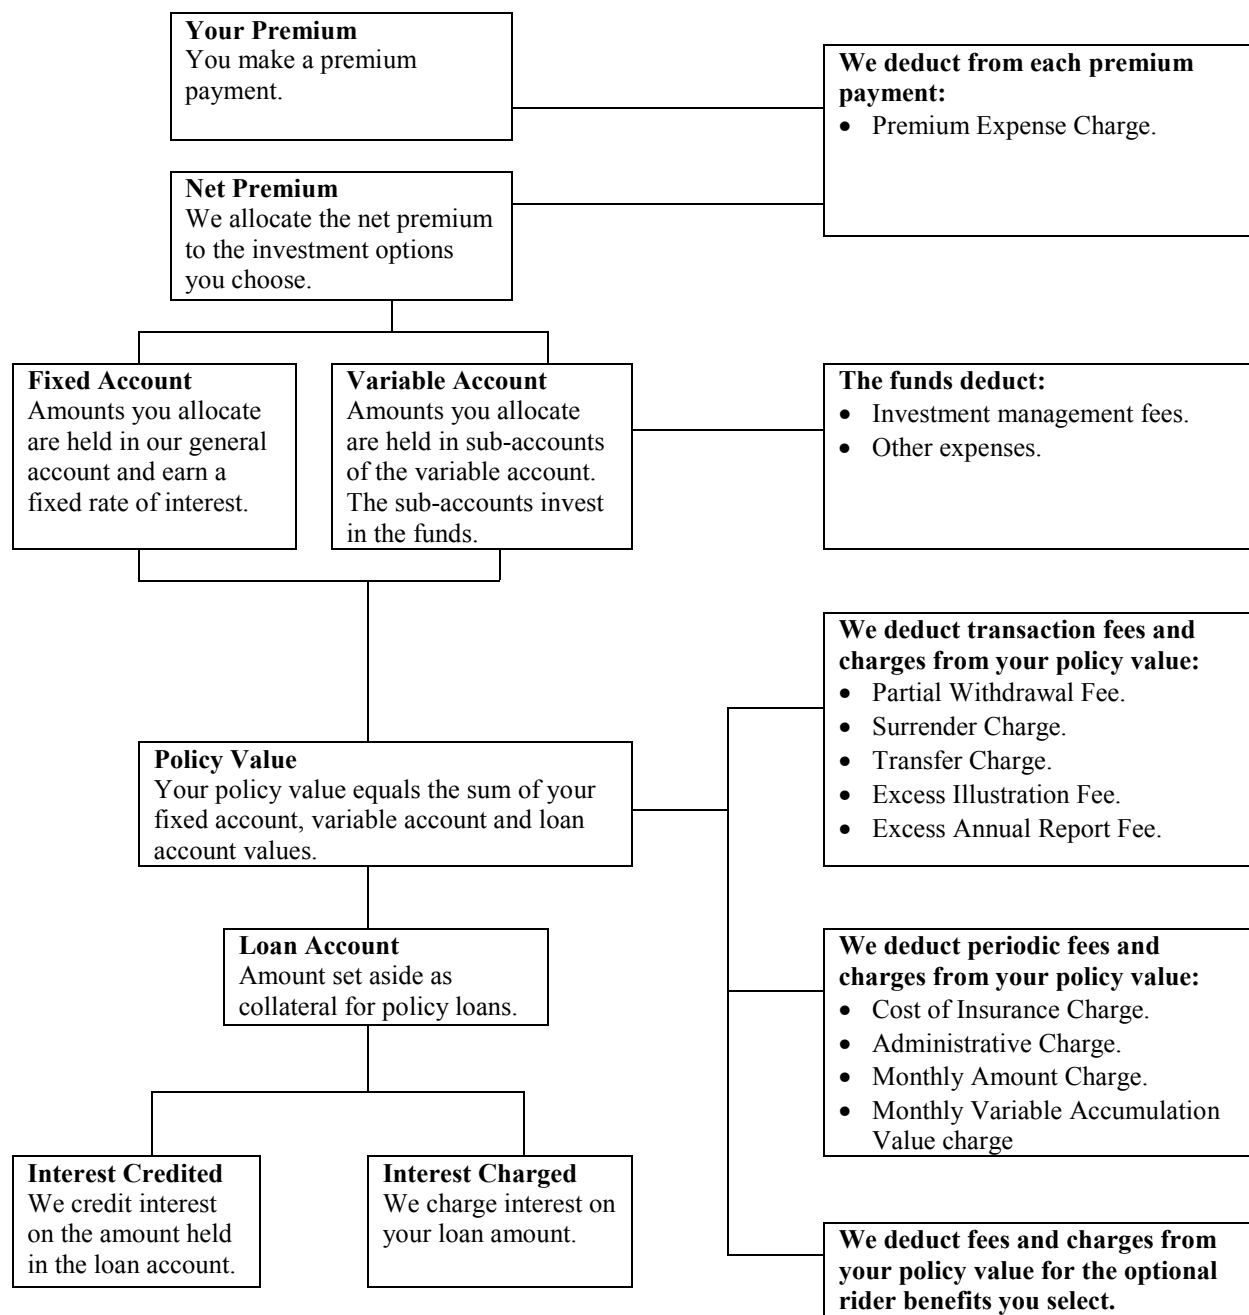 Your Premium
You make a premium
payment.
We deduct from each premium
payment:
• Premium Expense Charge.
Net Premium
We allocate the net premium
to the investment options
you choose.
Fixed Account
Amounts you allocate
are held in our general
account and earn a
fixed rate of interest.
Variable Account
Amounts you allocate
are held in sub-accounts
of the variable account.
The sub-accounts invest
in the funds.
The funds deduct:
• Investment management fees.
• Other expenses.
We deduct transaction fees and
charges from your policy value:
• Partial Withdrawal Fee.
• Surrender Charge.
• Transfer Charge.
• Excess Illustration Fee.
• Excess Annual Report Fee.
Policy Value
Your policy value equals the sum of your
fixed account, variable account and loan
account values.
Loan Account
Amount set aside as
collateral for policy loans.
We deduct periodic fees and
charges from your policy value:
• Cost of Insurance Charge.
• Administrative Charge.
• Monthly Amount Charge.
• Monthly Variable Accumulation
Value charge
Interest Credited
We credit interest
on the amount held
in the loan account.
Interest Charged
We charge interest on
your loan amount.
We deduct fees and charges from
your policy value for the optional
rider benefits you select.